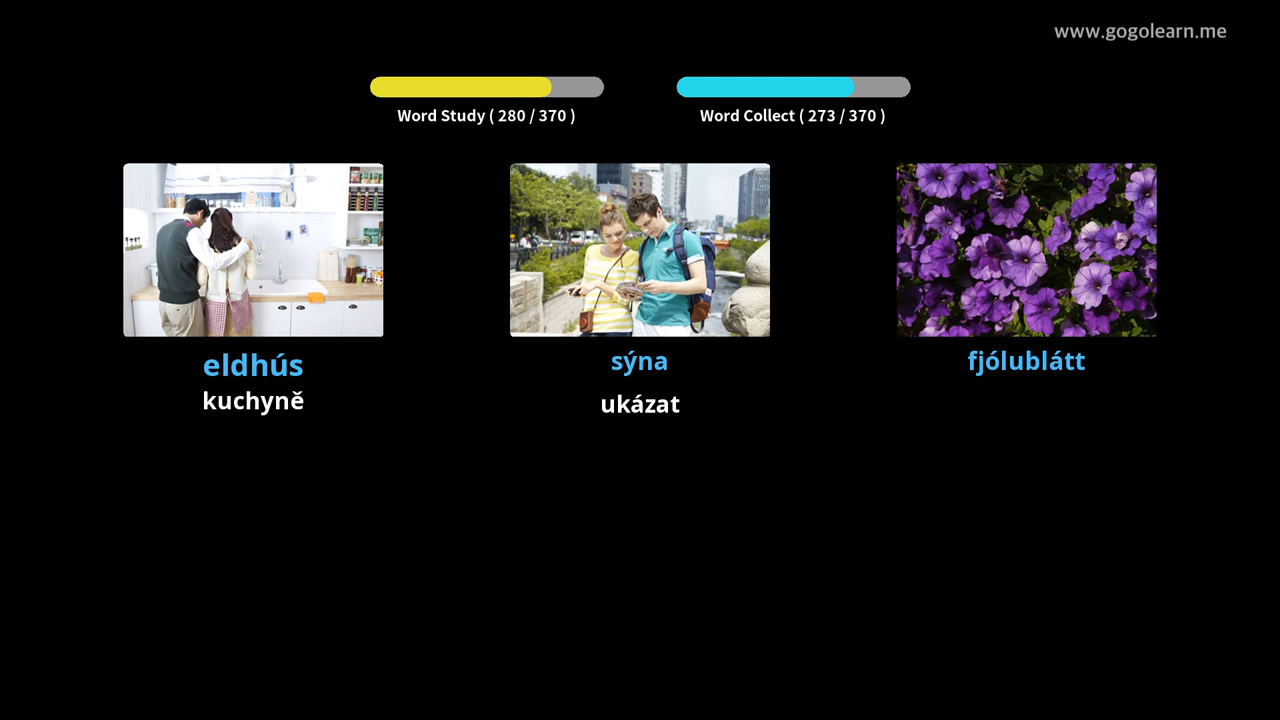 www.gogolearn.me
Word Study ( 280 / 370 )
Word Collect ( 273 / 370 )
eldhús
kuchyně
sýna
ukázat
fjólublátt